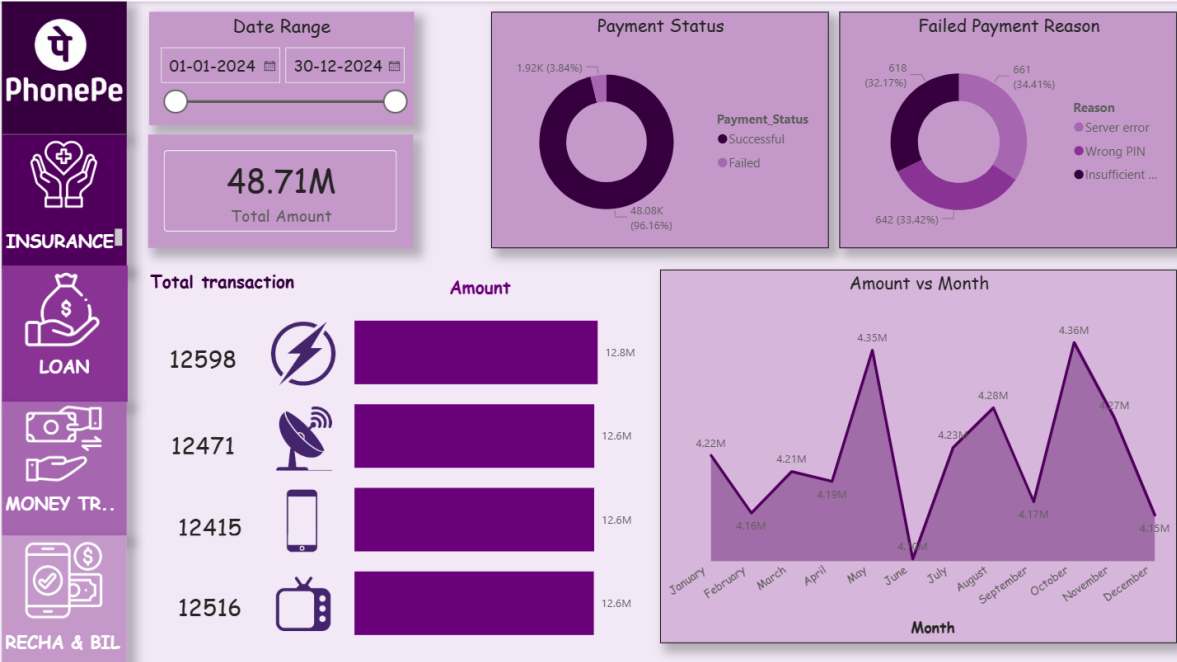 पे
PhonePe
INSURANCE
LOAN
MONEY TR..
RECHA & BIL
Date Range
01-01-2024
30-12-2024
48.71M
Total Amount
Payment Status
1.92K (3.84%)
48.08K
(96.16%)
Payment_Status
Successful
Failed
Failed Payment Reason
618
(32.17%)
661
(34.41%)
642 (33.42%)
Reason
Server error
Wrong PIN
Insufficient ...
Total transaction
Amount
12598
12.8M
12471
12.6M
12415
12.6M
12516
12.6M
Amount vs Month
4.22M
4.16M
4.21M
4.19M
4.35M
4.23M
4.28M
4.17M
4.36M
4.27M
4.15M
January
February
March
April
May
June
July
August
September
October
November
December
Month